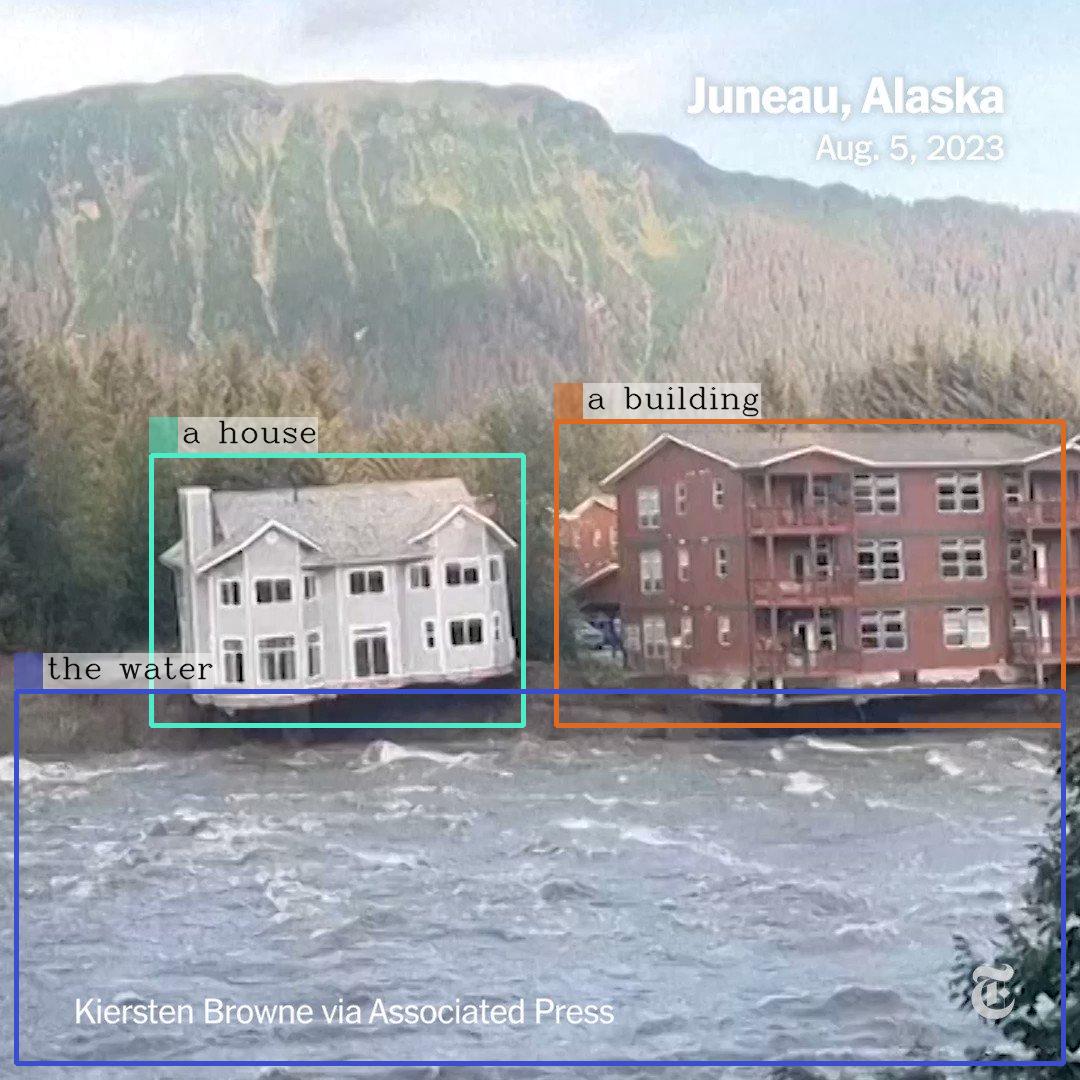 Juneau, Alaska
Aug. 5, 2023
a building
a house
the water
Kiersten Browne via Associated Press
T